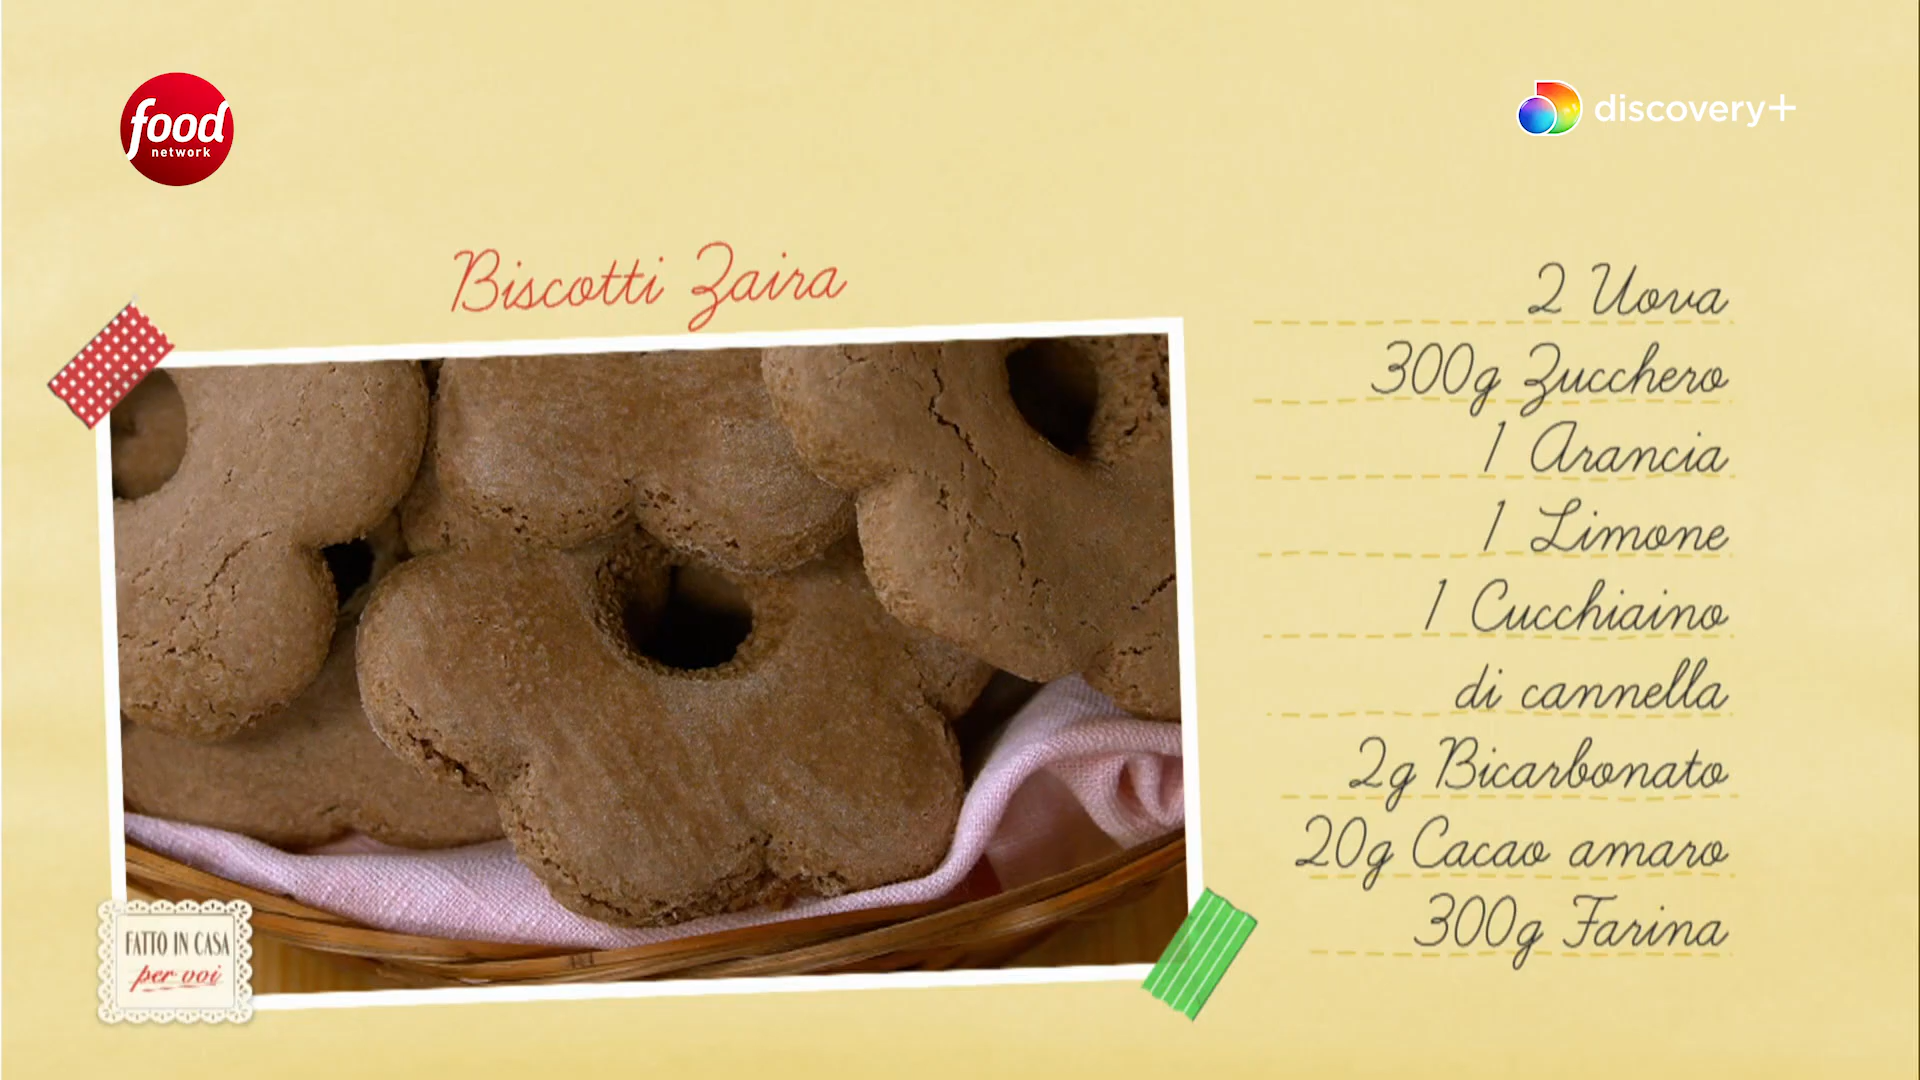 food
network
discovery+
Biscotti Zaira
2 Uova
300g Zucchero
1 Arancia
1 Limone
1 Cucchiaino
di cannella
2g Bicarbonato
20g Cacao amaro
300g Farina
FATTO IN CASA
per voi